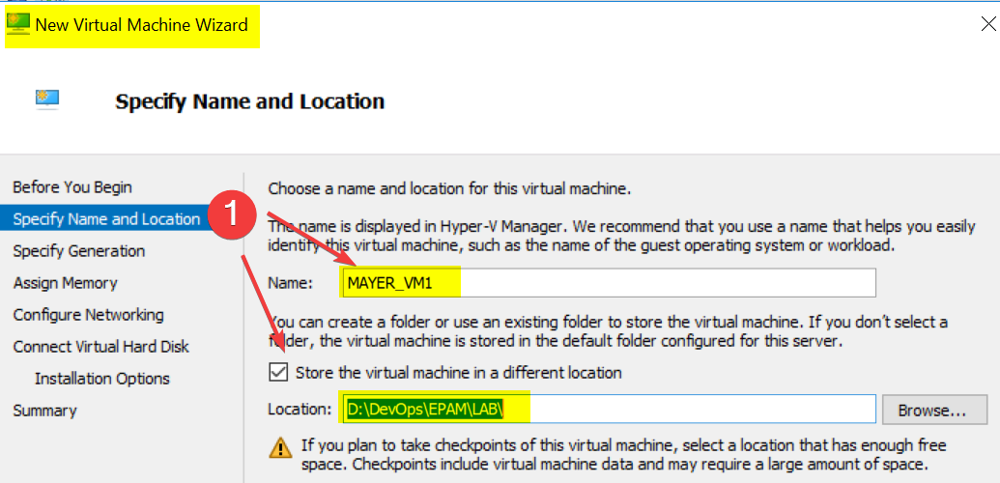 New Virtual Machine Wizard
Specify Name and Location
Before You Begin
Specify Name and Location
Specify Generation
Assign Memory
Configure Networking
Connect Virtual Hard Disk
Installation Options
Summary
1
Choose a name and location for this virtual machine.
The name is displayed in Hyper-V Manager. We recommend that you use a name that helps you easily
identify this virtual machine, such as the name of the guest operating system or workload.
Name: MAYER_VM1
You can create a folder or use an existing folder to store the virtual machine. If you don't select a
folder, the virtual machine is stored in the default folder configured for this server.
Store the virtual machine in a different location
Location: D:\DevOps\EPAM\LAB\ Browse...
If you plan to take checkpoints of this virtual machine, select a location that has enough free
space. Checkpoints include virtual machine data and may require a large amount of space.